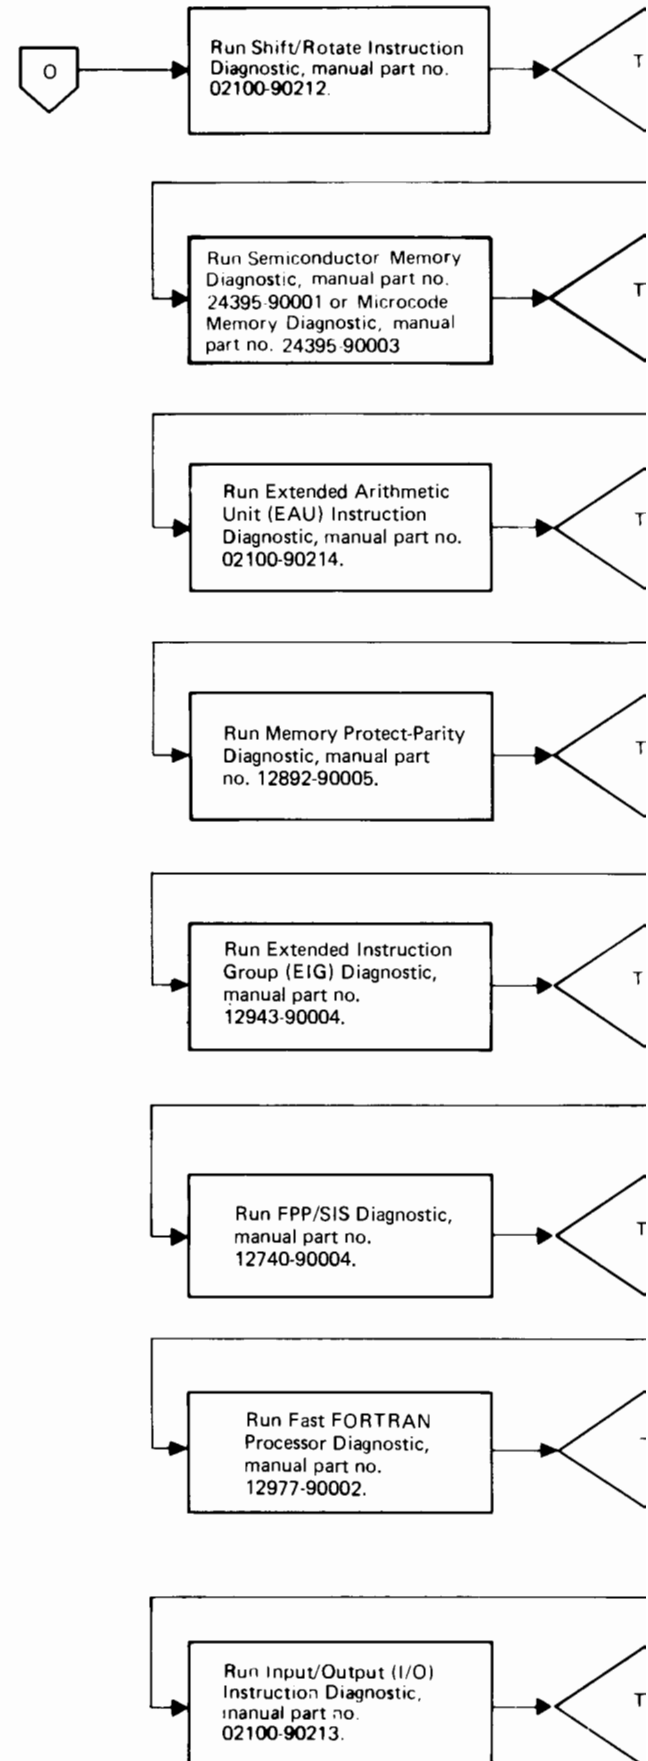 O
Run Shift/Rotate Instruction
Diagnostic, manual part no.
02100-90212.
T
Run Semiconductor Memory
Diagnostic, manual part no.
24395-90001 or Microcode
Memory Diagnostic, manual
part no. 24395-90003
T
Run Extended Arithmetic
Unit (EAU) Instruction
Diagnostic, manual part no.
02100-90214.
T
Run Memory Protect-Parity
Diagnostic, manual part
no. 12892-90005.
T
Run Extended Instruction
Group (EIG) Diagnostic,
manual part no.
12943-90004.
T
Run FPP/SIS Diagnostic,
manual part no.
12740-90004.
T
Run Fast FORTRAN
Processor Diagnostic,
manual part no.
12977-90002.
Run Input/Output (I/O)
Instruction Diagnostic,
manual part no.
02100-90213.
T